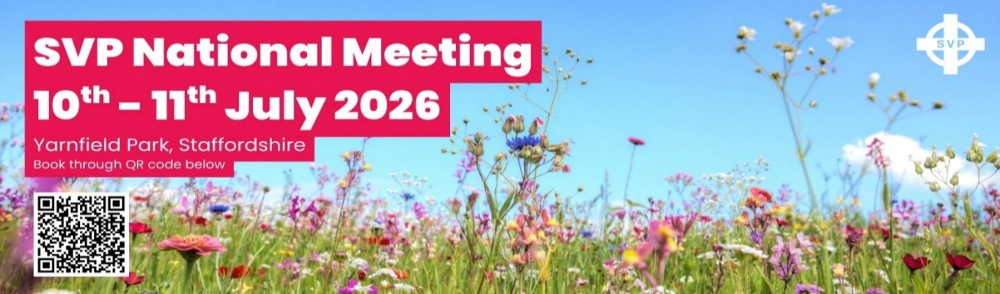 SVP National Meeting
10th – 11th July 2026
Yarnfield Park, Staffordshire
Book through QR code below
SVP